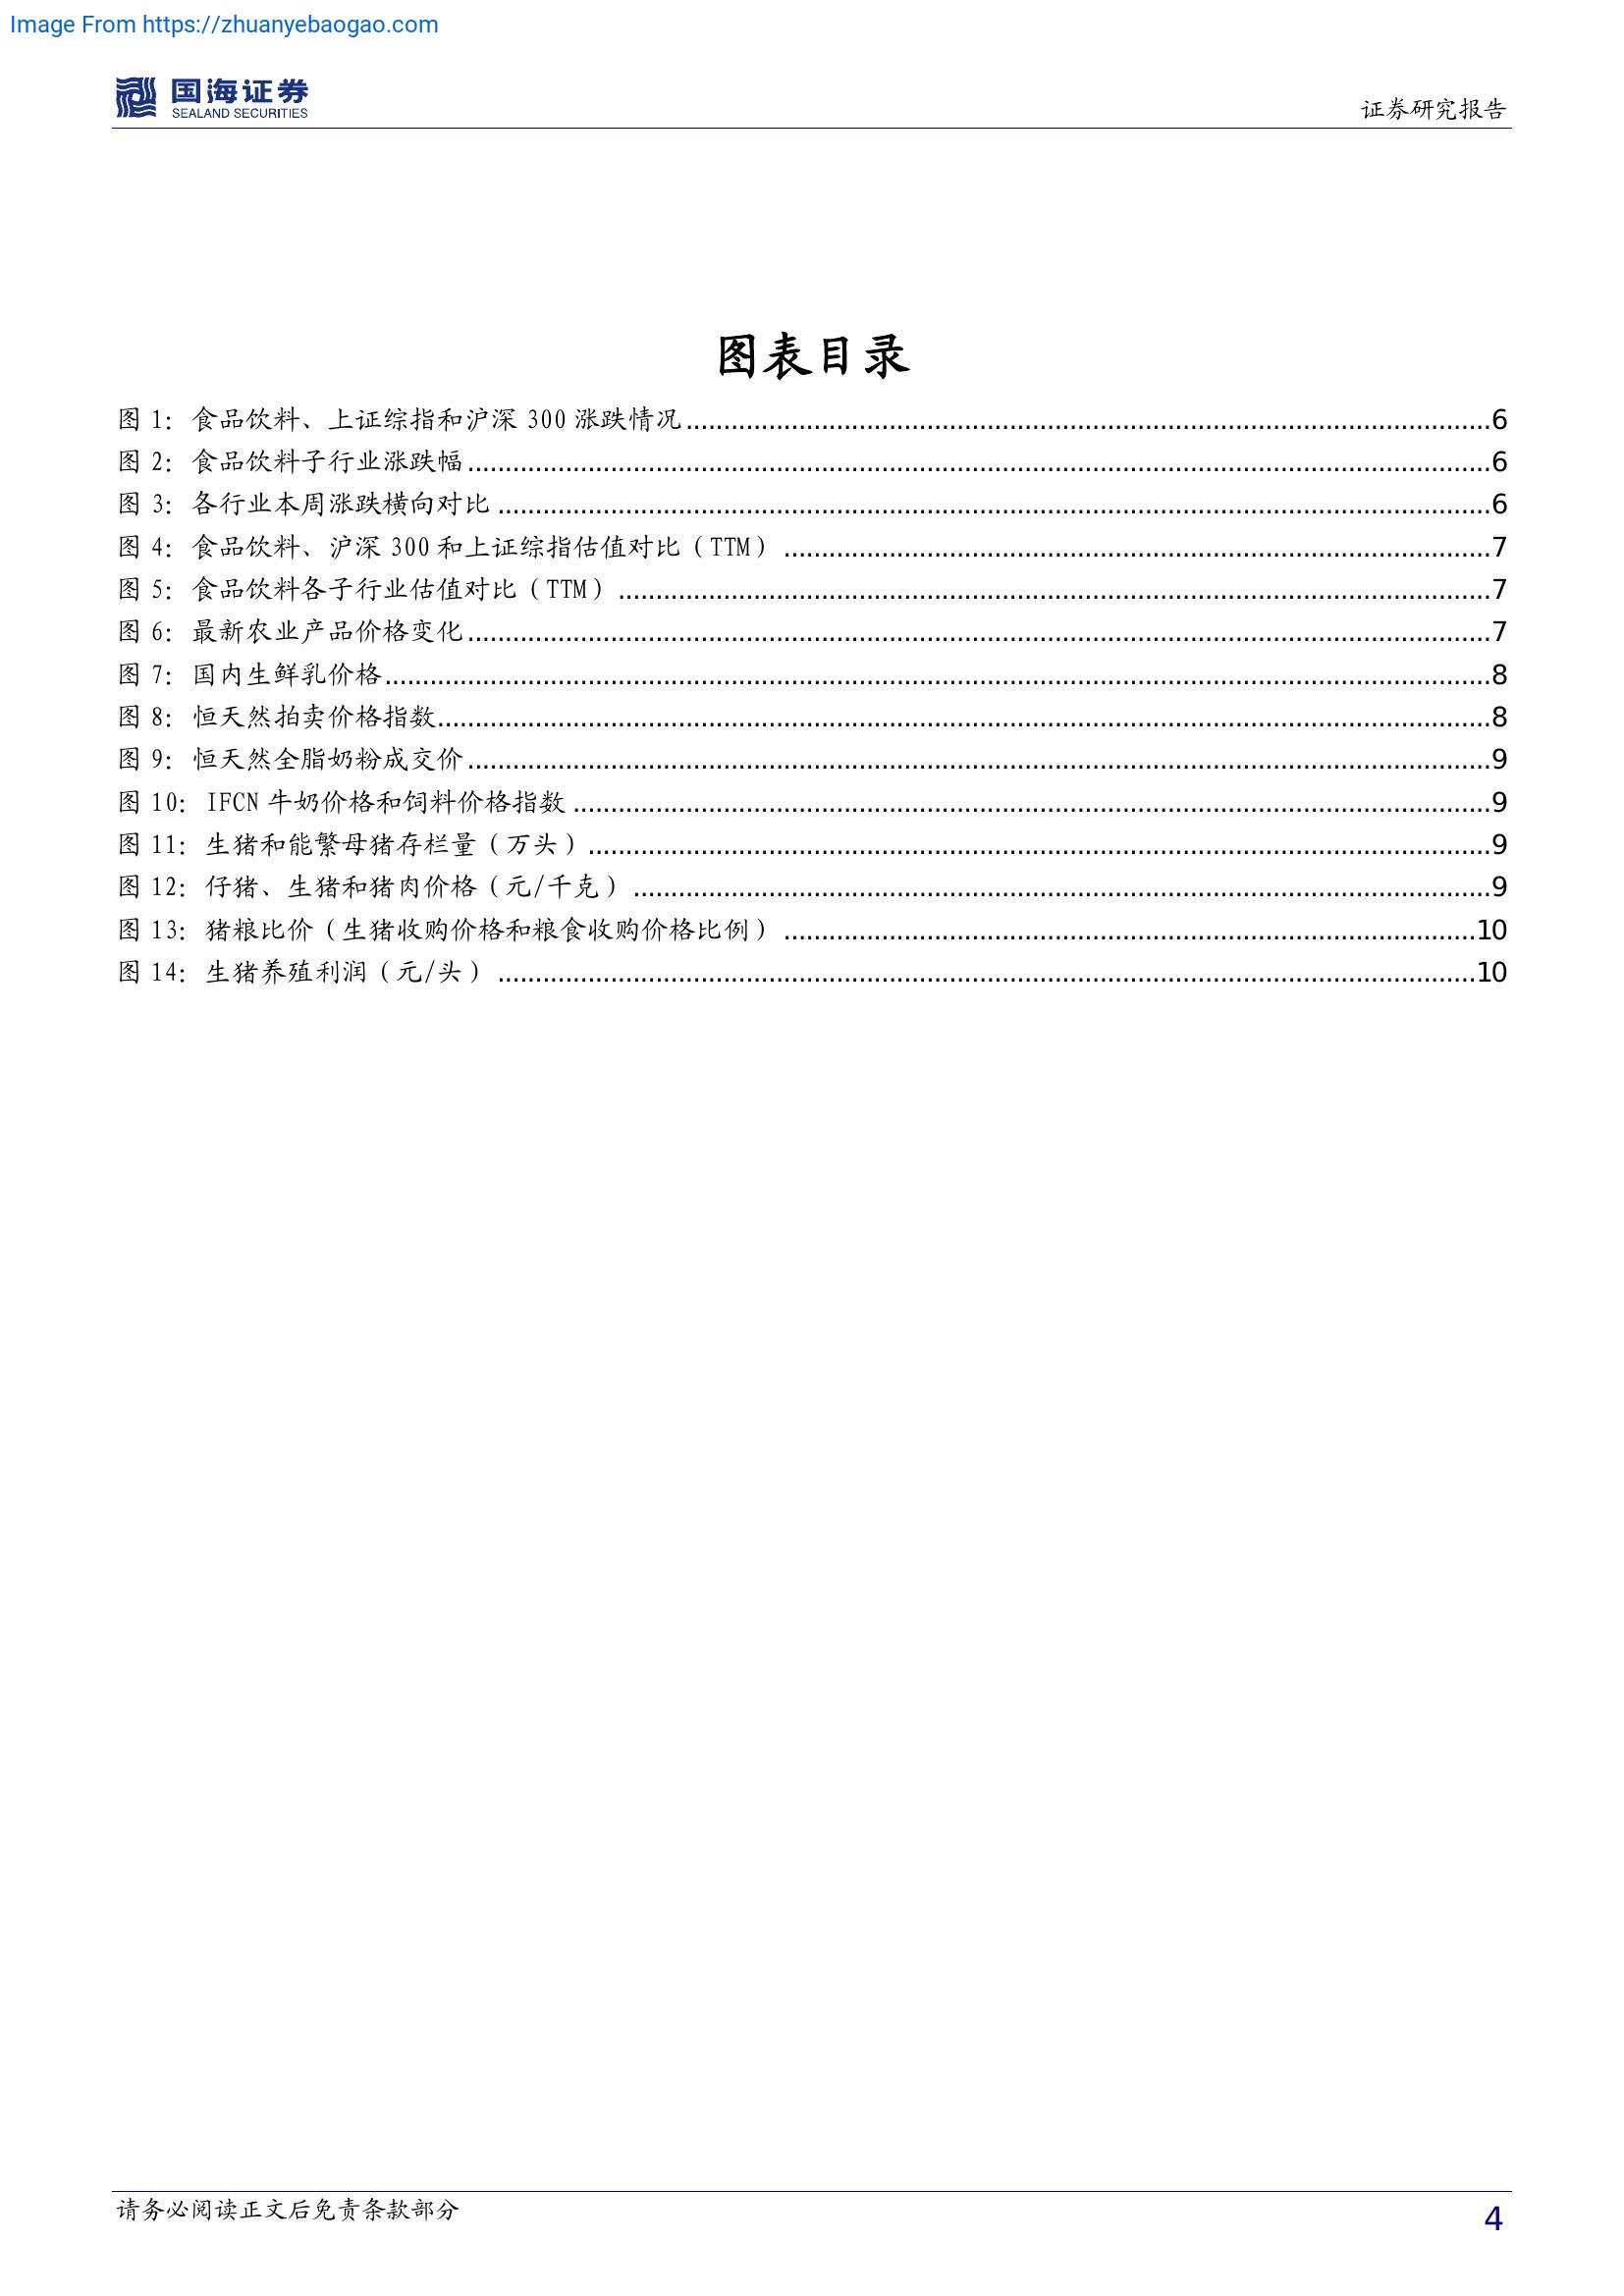 Image From https://zhuanyebaogao.com
国海证券
SEALAND SECURITIES
证券研究报告
图表目录
图 1：食品饮料、上证综指和沪深 300 涨跌情况......6
图 2：食品饮料子行业涨跌幅......6
图 3：各行业本周涨跌横向对比......6
图 4：食品饮料、沪深 300 和上证综指估值对比（TTM）......7
图 5：食品饮料各子行业估值对比（TTM）......7
图 6：最新农业产品价格变化......7
图 7：国内生鲜乳价格......8
图 8：恒天然拍卖价格指数......8
图 9：恒天然全脂奶粉成交价......9
图 10：IFCN 牛奶价格和饲料价格指数......9
图 11：生猪和能繁母猪存栏量（万头）......9
图 12：仔猪、生猪和猪肉价格（元/千克）......9
图 13：猪粮比价（生猪收购价格和粮食收购价格比例）......10
图 14：生猪养殖利润（元/头）......10
请务必阅读正文后免责条款部分
4